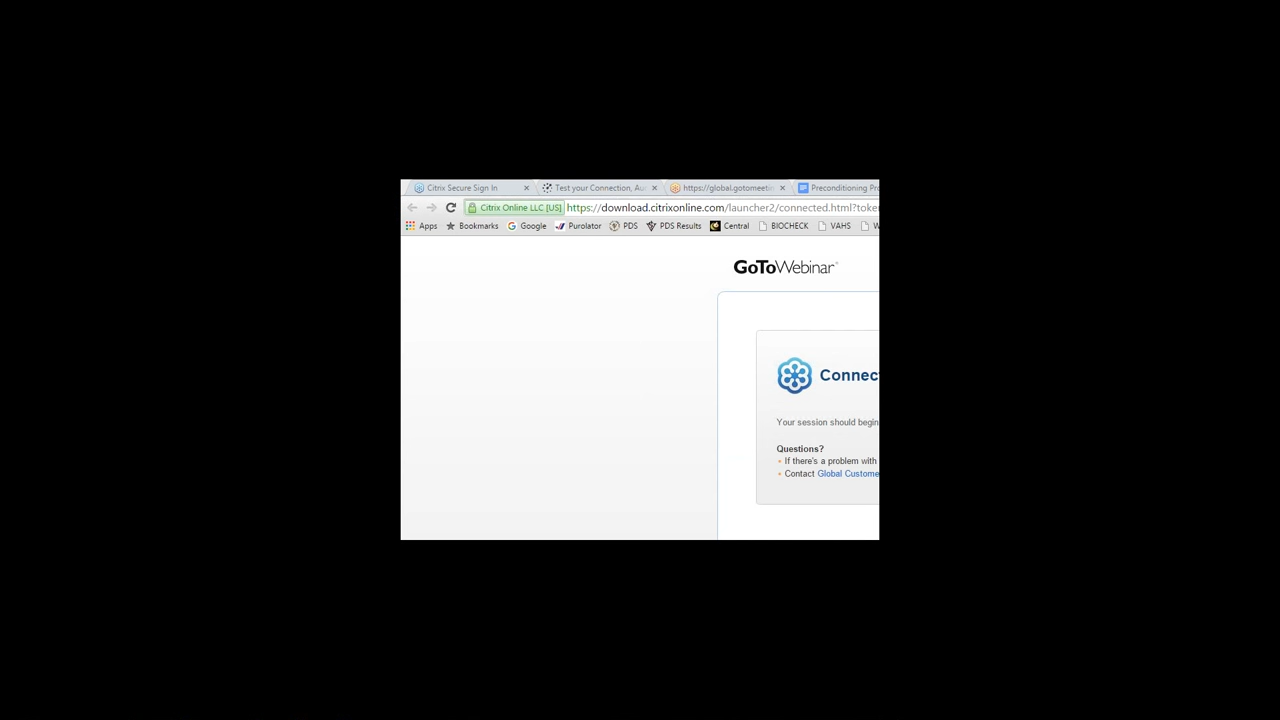 Citrix Secure Sign In
Test your Connection, Au
https://global.gotomeeti
Preconditioning Pr
Citrix Online LLC [US] https://download.citrixonline.com/launcher2/connected.html?token
Apps Bookmarks Google Purolator PDS PDS Results Central BIOCHECK VAHS W
GoToWebinar
Connect
Your session should begin
Questions?
• If there's a problem with
• Contact Global Custome